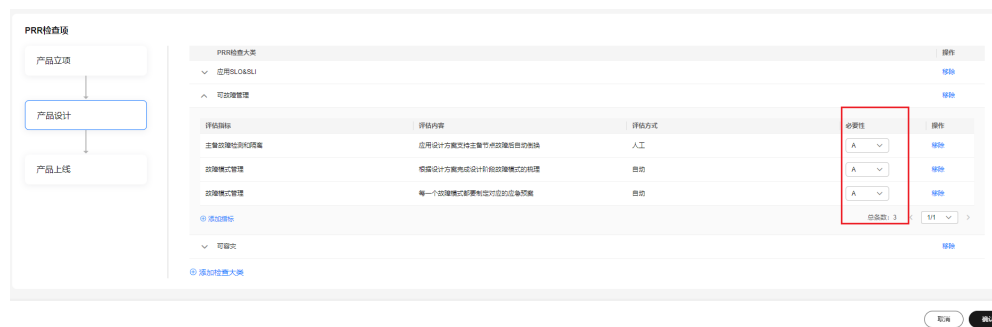 PRR检查项
产品立项
产品设计
产品上线
PRR检查大类 操作
应用SLO&SLI 移除
可故障管理 移除
评估指标 评估内容 评估方式 必要性 操作
主备故障检测和隔离 应用设计方案支持主备节点故障后自动倒换 人工 A 移除
故障模式管理 根据设计方案完成设计阶段故障模式的梳理 自动 A 移除
故障模式管理 每一个故障模式都要制定对应的应急预案 自动 A 移除
添加指标 总条数：3 1/1
可容灾 移除
添加检查大类
取消 确认